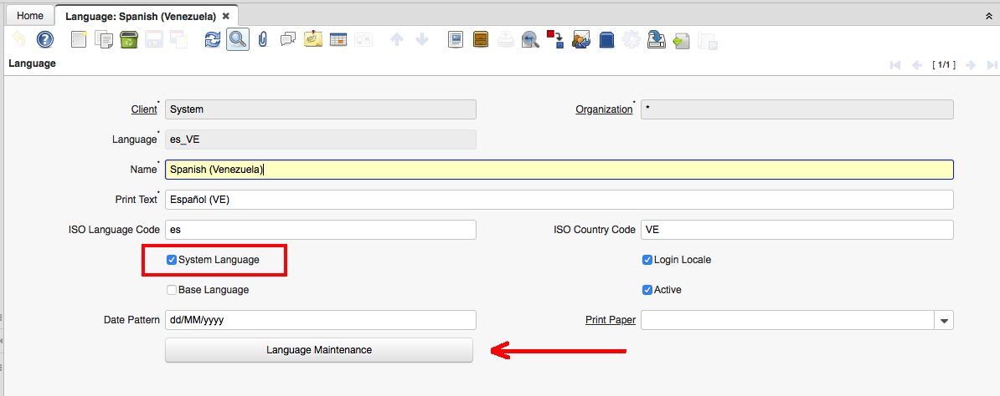 Home
Language: Spanish (Venezuela)
Language
[ 1/1 ]
Client* System
Organization* *
Language* es_VE
Name* Spanish (Venezuela)
Print Text* Español (VE)
ISO Language Code es
ISO Country Code VE
System Language
Login Locale
Base Language
Active
Date Pattern dd/MM/yyyy
Print Paper
Language Maintenance